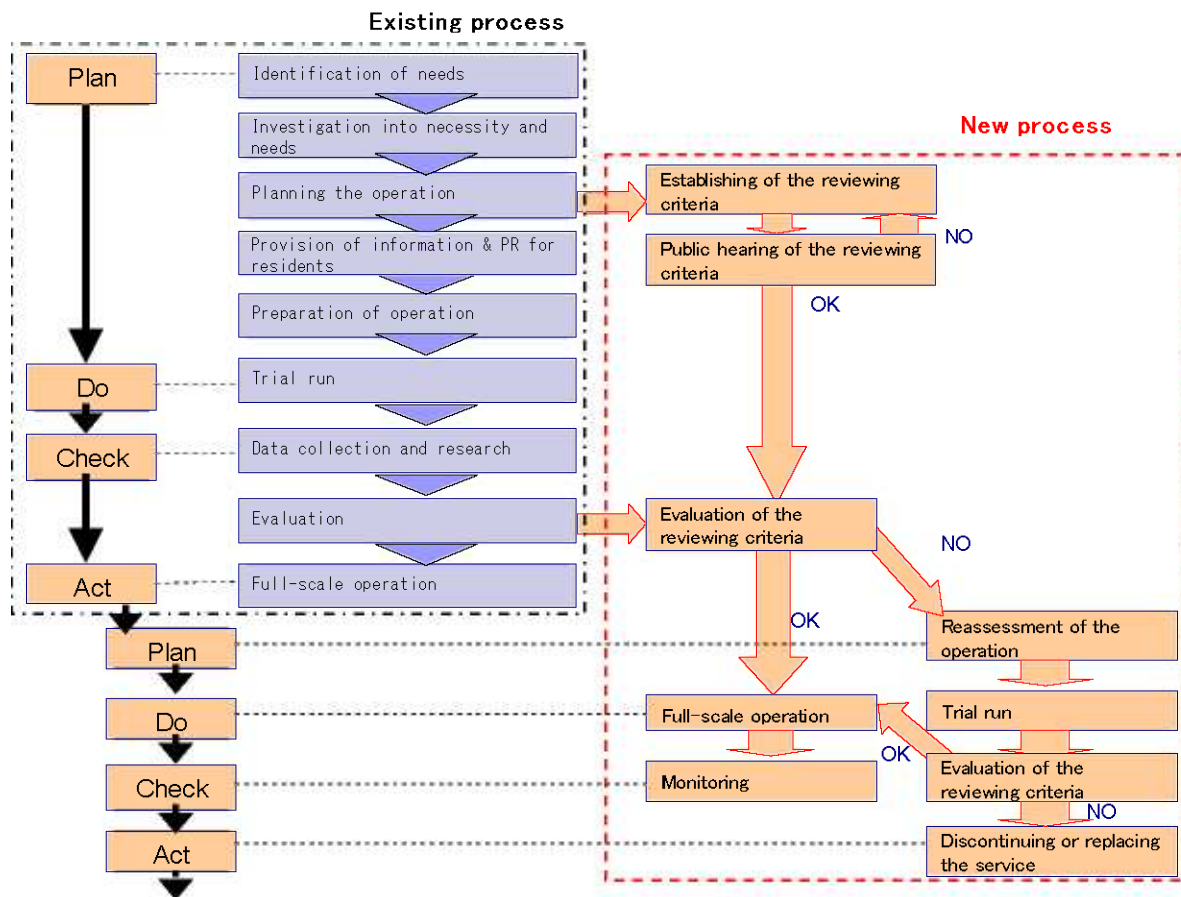 Existing process
Plan
Identification of needs
Investigation into necessity and
needs
Planning the operation
Provision of information & PR for
residents
Preparation of operation
Do
Trial run
Check
Data collection and research
Evaluation
Act
Full-scale operation
New process
Establishing of the reviewing
criteria
NO
Public hearing of the reviewing
criteria
OK
Evaluation of the
reviewing criteria
NO
OK
Plan
Reassessment of the
operation
Do
Full-scale operation
Trial run
OK
Check
Monitoring
Evaluation of the
reviewing criteria
NO
Act
Discontinuing or replacing
the service